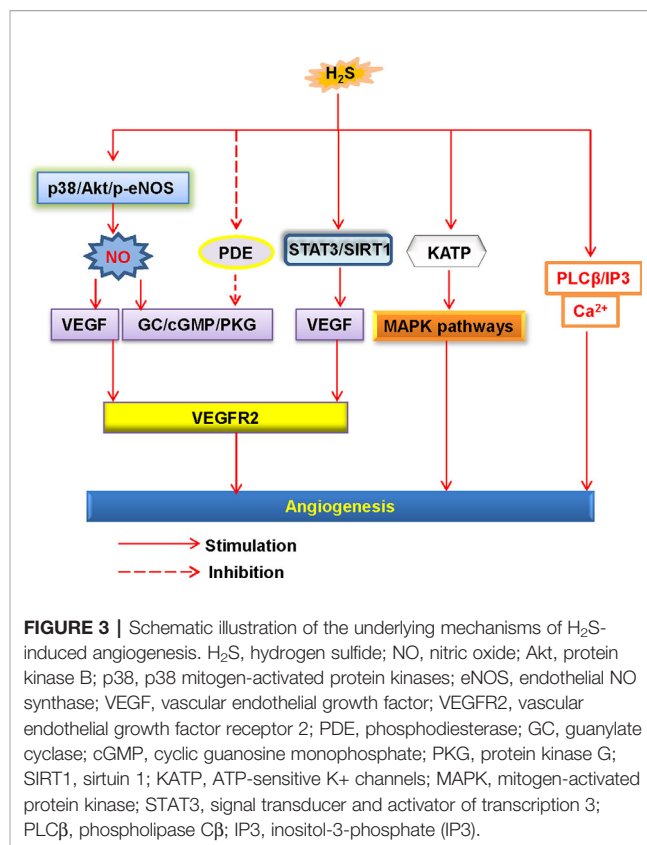 H₂S
p38/Akt/p-eNOS
NO
PDE
STAT3/SIRT1
KATP
PLCβ/IP3
Ca²⁺
VEGF
GC/cGMP/PKG
VEGF
MAPK pathways
VEGFR2
Angiogenesis
Stimulation
Inhibition
FIGURE 3 | Schematic illustration of the underlying mechanisms of H₂S-
induced angiogenesis. H₂S, hydrogen sulfide; NO, nitric oxide; Akt, protein
kinase B; p38, p38 mitogen-activated protein kinases; eNOS, endothelial NO
synthase; VEGF, vascular endothelial growth factor; VEGFR2, vascular
endothelial growth factor receptor 2; PDE, phosphodiesterase; GC, guanylate
cyclase; cGMP, cyclic guanosine monophosphate; PKG, protein kinase G;
SIRT1, sirtuin 1; KATP, ATP-sensitive K+ channels; MAPK, mitogen-activated
protein kinase; STAT3, signal transducer and activator of transcription 3;
PLCβ, phospholipase Cβ; IP3, inositol-3-phosphate (IP3).